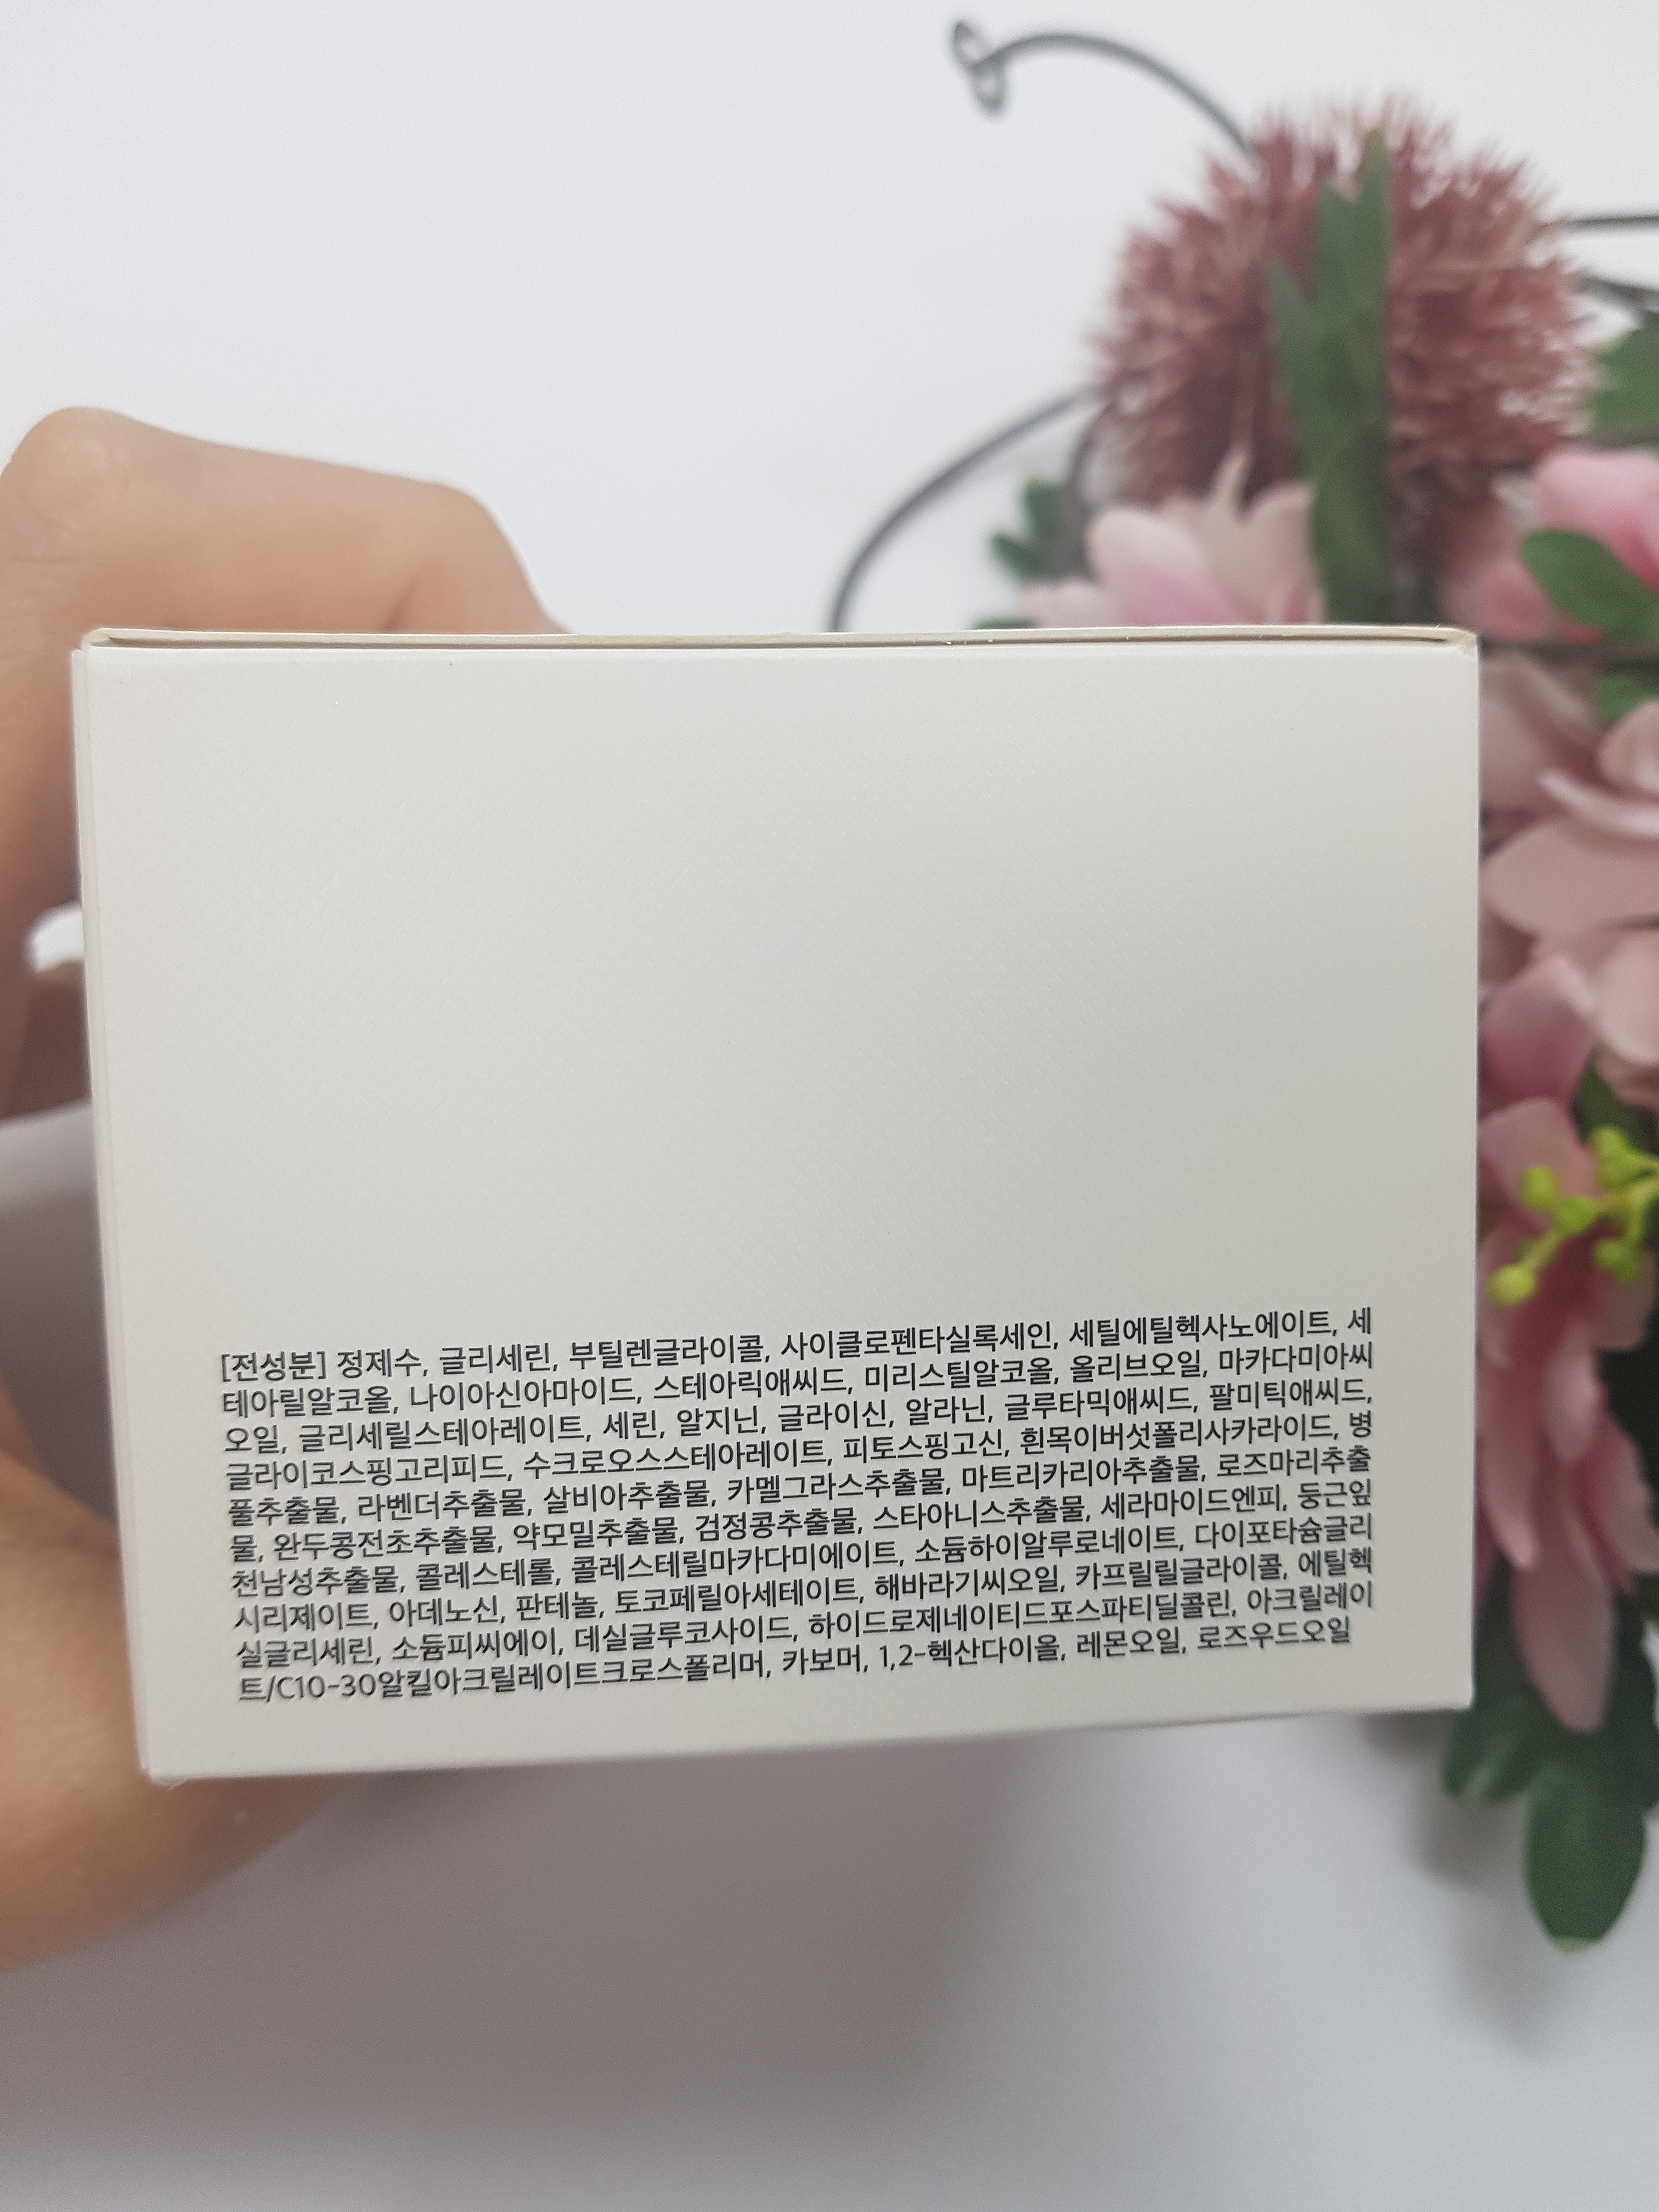 [전성분] 정제수, 글리세린, 부틸렌글라이콜, 사이클로펜타실록세인, 세틸에틸헥사노에이트, 세
테아릴알코올, 나이아신아마이드, 스테아릭애씨드, 미리스틸알코올, 올리브오일, 마카다미아씨
오일, 글리세릴스테아레이트, 세린, 알지닌, 글라이신, 알라닌, 글루타믹애씨드, 팔미틱애씨드,
글라이코스핑고리피드, 수크로오스스테아레이트, 피토스핑고신, 흰목이버섯폴리사카라이드, 병
풀추출물, 라벤더추출물, 살비아추출물, 카멜그라스추출물, 마트리카리아추출물, 로즈마리추출
물, 완두콩전초추출물, 약모밀추출물, 검정콩추출물, 스타아니스추출물, 세라마이드엔피, 둥근잎
천남성추출물, 콜레스테롤, 콜레스테릴마카다미에이트, 소듐하이알루로네이트, 다이포타슘글리
시리제이트, 아데노신, 판테놀, 토코페릴아세테이트, 해바라기씨오일, 카프릴릴글라이콜, 에틸헥
실글리세린, 소듐피씨에이, 데실글루코사이드, 하이드로제네이티드포스파티딜콜린, 아크릴레이
트/C10-30알킬아크릴레이트크로스폴리머, 카보머, 1,2-헥산다이올, 레몬오일, 로즈우드오일